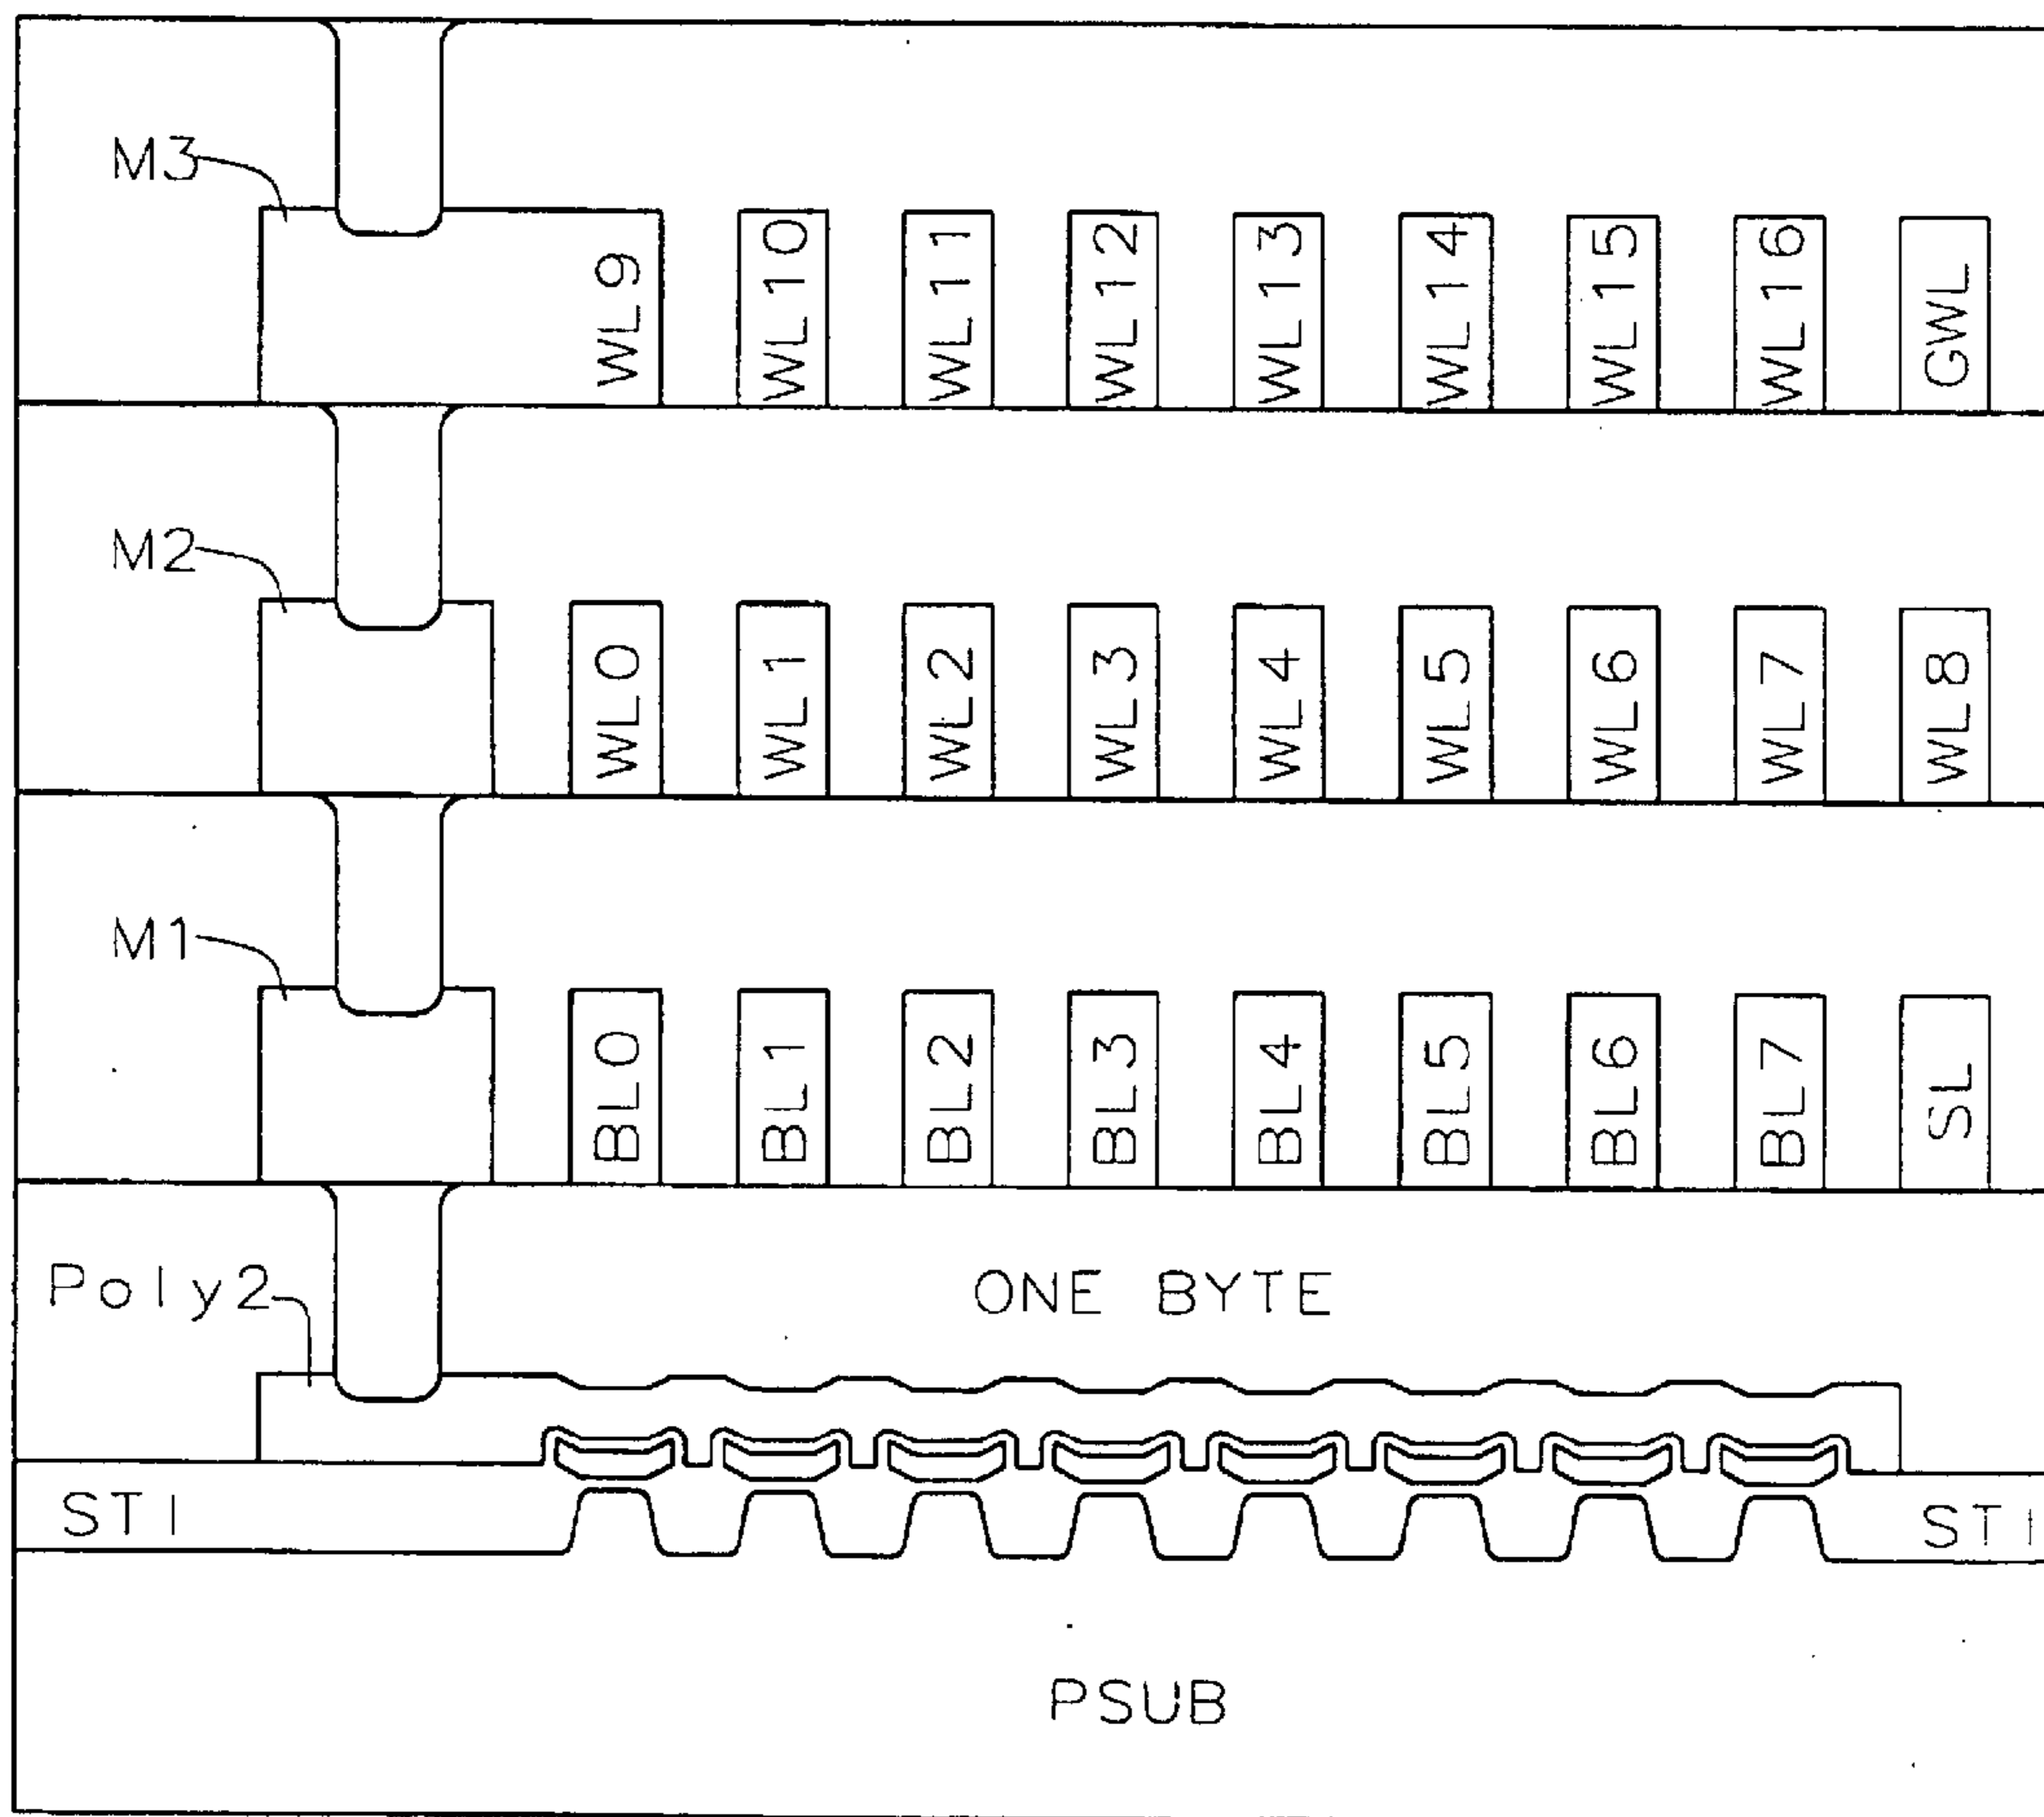 M3
WL9 WL10 WL11 WL12 WL13 WL14 WL15 WL16 GWL
M2
WL0 WL1 WL2 WL3 WL4 WL5 WL6 WL7 WL8
M1
BL0 BL1 BL2 BL3 BL4 BL5 BL6 BL7 SL
Poly2
ONE BYTE
STI STI
PSUB